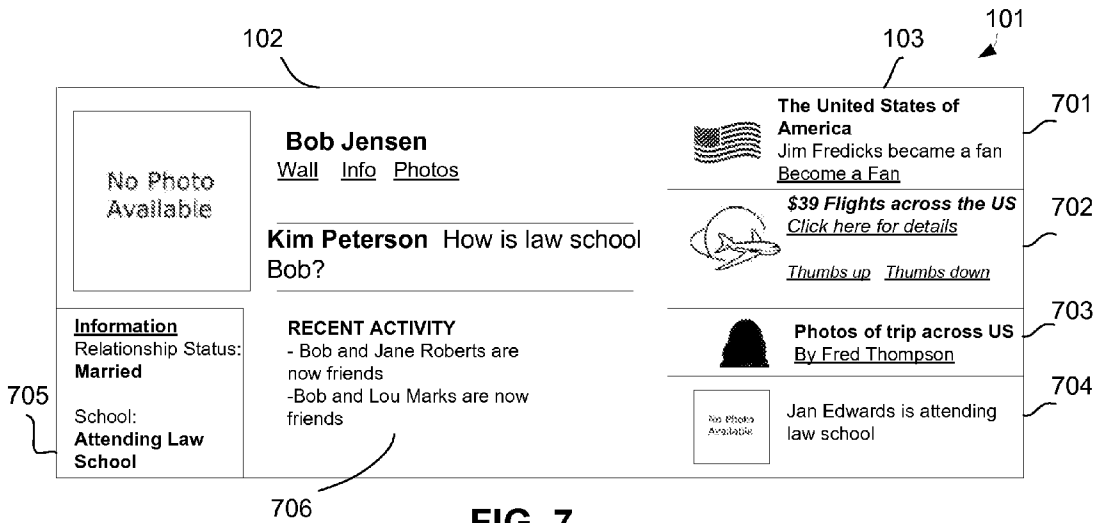 101
102
103
No Photo
Available
Bob Jensen
Wall Info Photos
Kim Peterson How is law school
Bob?
Information
Relationship Status:
Married
School:
Attending Law
School
705
RECENT ACTIVITY
- Bob and Jane Roberts are
now friends
-Bob and Lou Marks are now
friends
706
The United States of
America
Jim Fredicks became a fan
Become a Fan
701
$39 Flights across the US
Click here for details
Thumbs up Thumbs down
702
Photos of trip across US
By Fred Thompson
703
No Photo
Available
Jan Edwards is attending
law school
704
FIG. 7